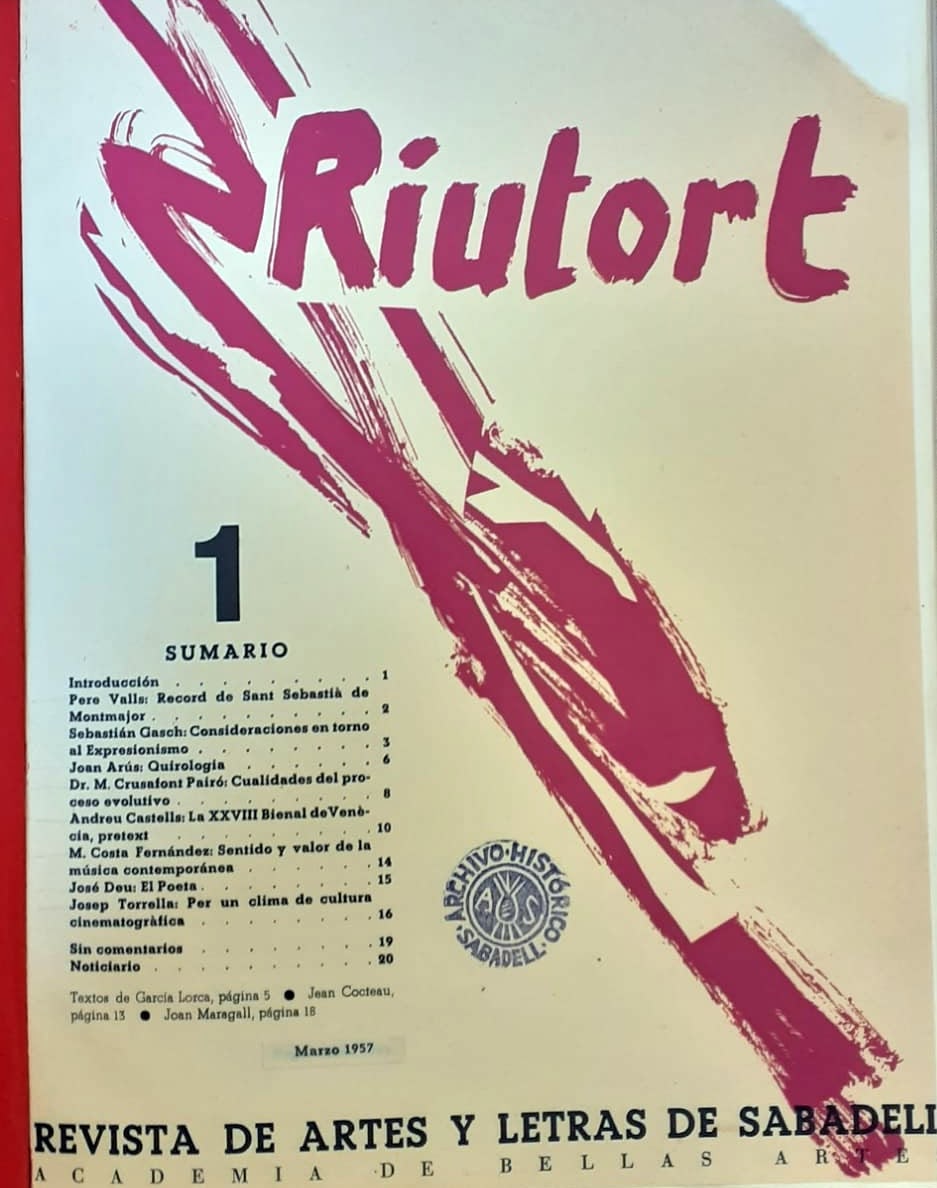 Riutort
1
SUMARIO
Introducción . . . . . . . . . 1
Pere Valls: Record de Sant Sebastià de
Montmajor . . . . . . . . . . 2
Sebastián Gasch: Consideraciones en torno
al Expresionismo . . . . . . . . 3
Joan Arús: Quirologia . . . . . . 6
Dr. M. Crusafont Pairó: Cualidades del pro-
ceso evolutivo . . . . . . . . . 8
Andreu Castells: La XXVIII Bienal de Venè-
cia, pretext . . . . . . . . . 10
M. Costa Fernández: Sentido y valor de la
música contemporánea . . . . . . 14
José Deu: El Poeta . . . . . . . . 15
Josep Torrella: Per un clima de cultura
cinematogràfica . . . . . . . . 16
Sin comentarios . . . . . . . . 19
Noticiario . . . . . . . . . . 20
Textos de García Lorca, página 5 ● Jean Cocteau,
página 13 ● Joan Maragall, página 18
Marzo 1957
ARCHIVO·HISTÓRICO
AHS
·SABADELL·
REVISTA DE ARTES Y LETRAS DE SABADELL
ACADEMIA DE BELLAS ARTE